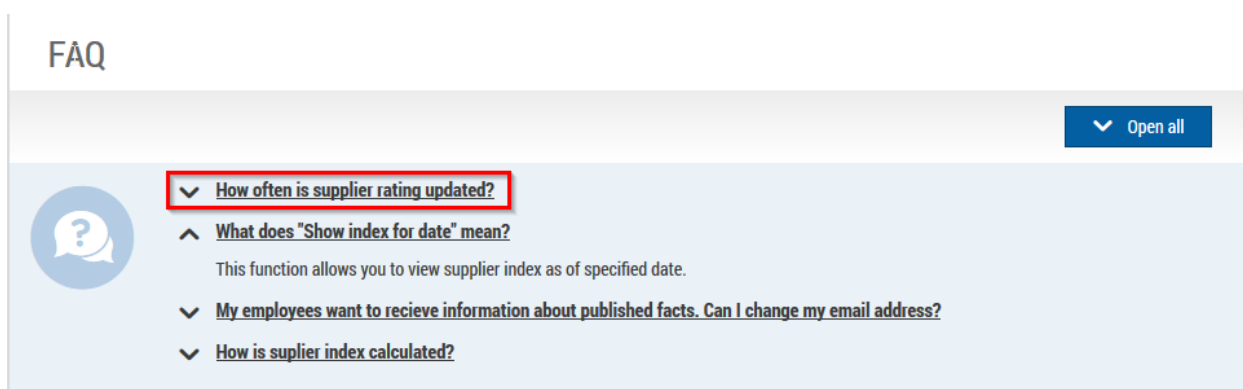 FAQ
Open all
How often is supplier rating updated?
What does "Show index for date" mean?
This function allows you to view supplier index as of specified date.
My employees want to recieve information about published facts. Can I change my email address?
How is suplier index calculated?